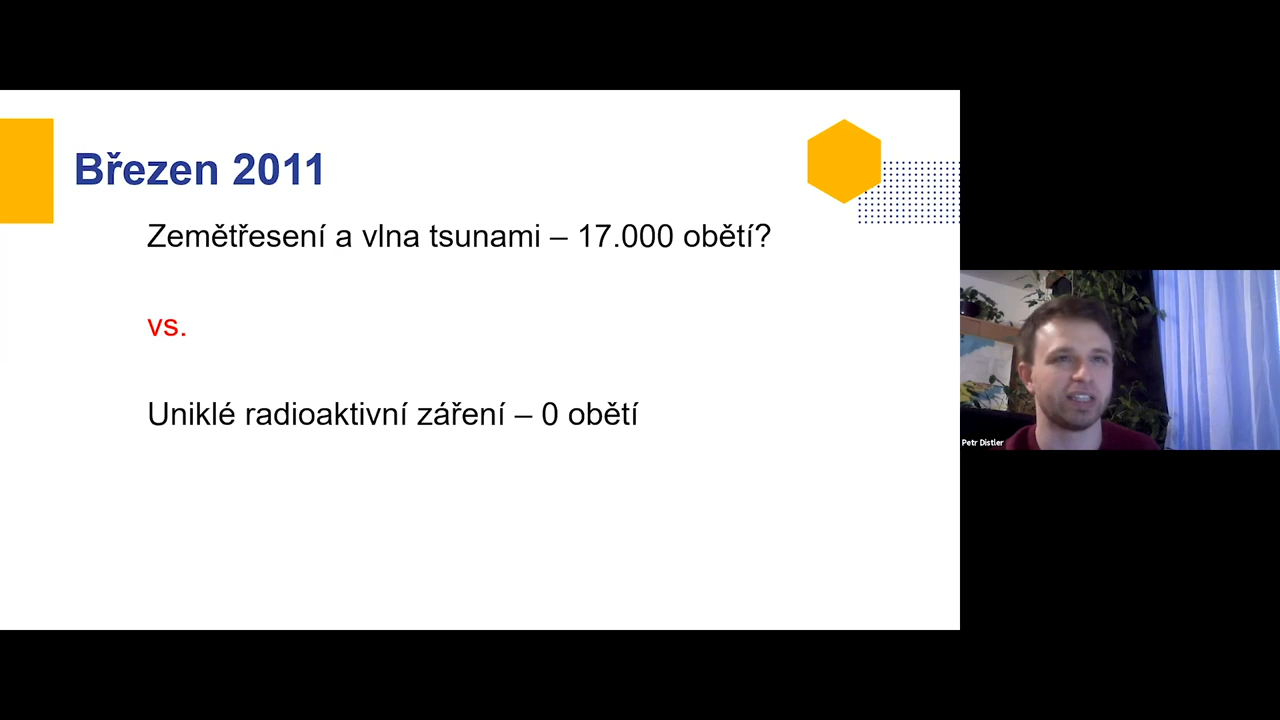 Březen 2011
Zemětřesení a vlna tsunami – 17.000 obětí?
vs.
Uniklé radioaktivní záření – 0 obětí
Petr Distler